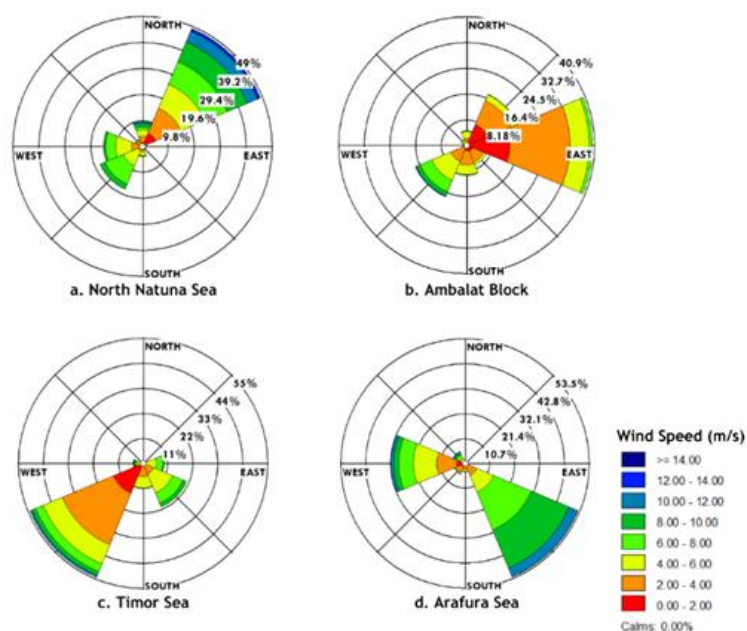 NORTH
49%
39.2%
29.4%
19.6%
9.8%
WEST
EAST
SOUTH
a. North Natuna Sea
NORTH
40.9%
32.7%
24.5%
16.4%
8.18%
WEST
EAST
SOUTH
b. Ambalat Block
NORTH
55%
44%
33%
22%
11%
WEST
EAST
SOUTH
c. Timor Sea
NORTH
53.5%
42.8%
32.1%
21.4%
10.7%
WEST
EAST
SOUTH
d. Arafura Sea
Wind Speed (m/s)
>= 14.00
12.00 - 14.00
10.00 - 12.00
8.00 - 10.00
6.00 - 8.00
4.00 - 6.00
2.00 - 4.00
0.00 - 2.00
Calms: 0.00%